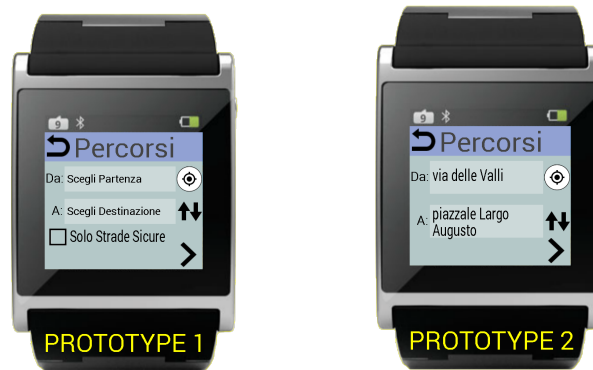 9
Percorsi
Da: Scegli Partenza
A: Scegli Destinazione
Solo Strade Sicure
PROTOTYPE 1
9
Percorsi
Da: via delle Valli
A: piazzale Largo
Augusto
PROTOTYPE 2